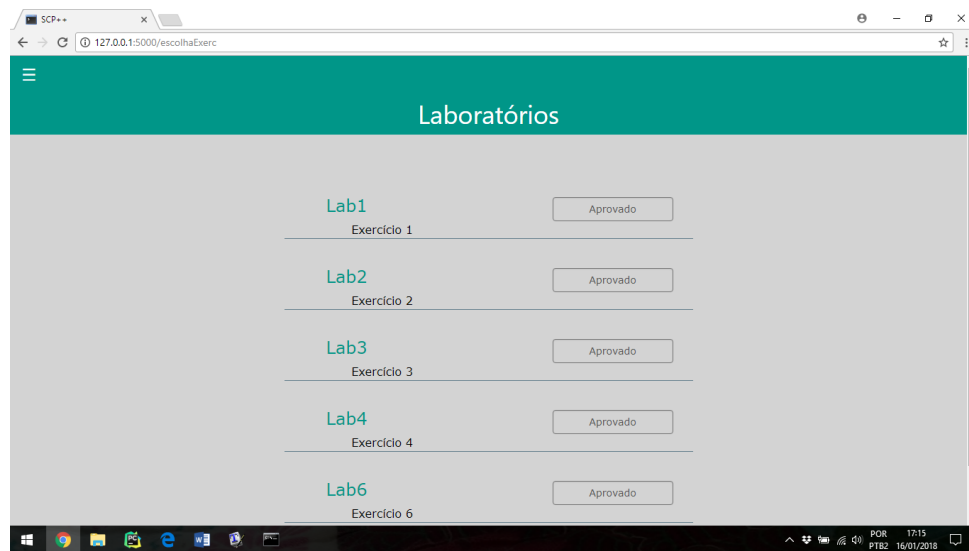 SCP++
127.0.0.1:5000/escolhaExerc
Laboratórios
Lab1
Aprovado
Exercício 1
Lab2
Aprovado
Exercício 2
Lab3
Aprovado
Exercício 3
Lab4
Aprovado
Exercício 4
Lab6
Aprovado
Exercício 6
POR 17:15
PTB2 16/01/2018